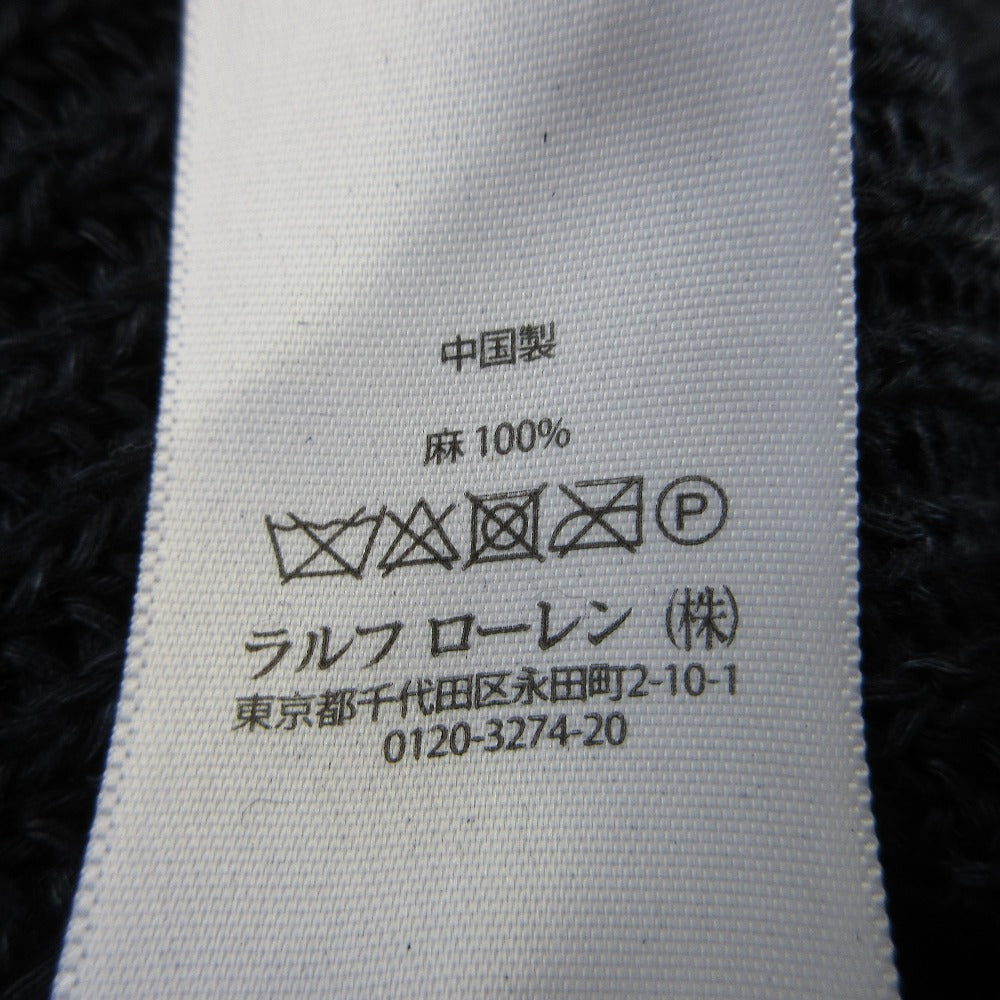 中国製
麻 100%
P
ラルフ ローレン (株)
東京都千代田区永田町2-10-1
0120-3274-20